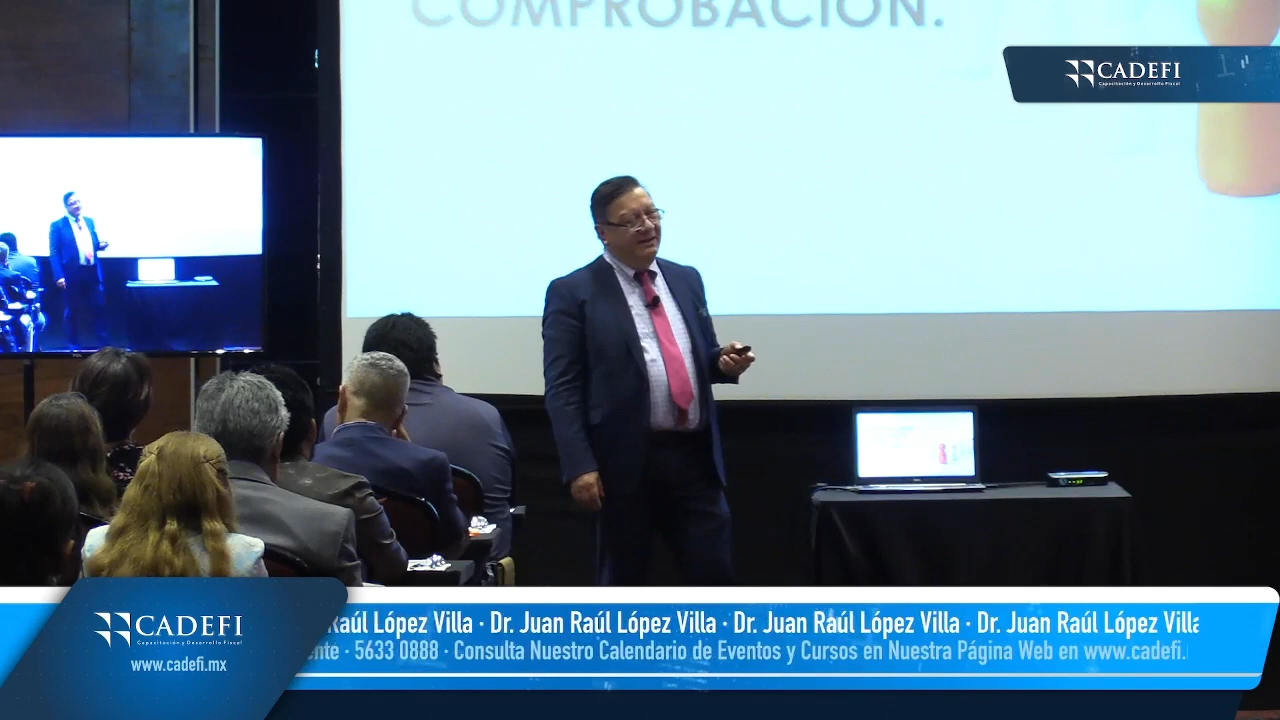 COMPROBACIÓN.
CADEFI
Capacitación y Desarrollo Fiscal
CADEFI
Capacitación y Desarrollo Fiscal
www.cadefi.mx
Raúl López Villa · Dr. Juan Raúl López Villa · Dr. Juan Raúl López Villa · Dr. Juan Raúl López Villa
· 5633 0888 · Consulta Nuestro Calendario de Eventos y Cursos en Nuestra Página Web en www.cadefi.